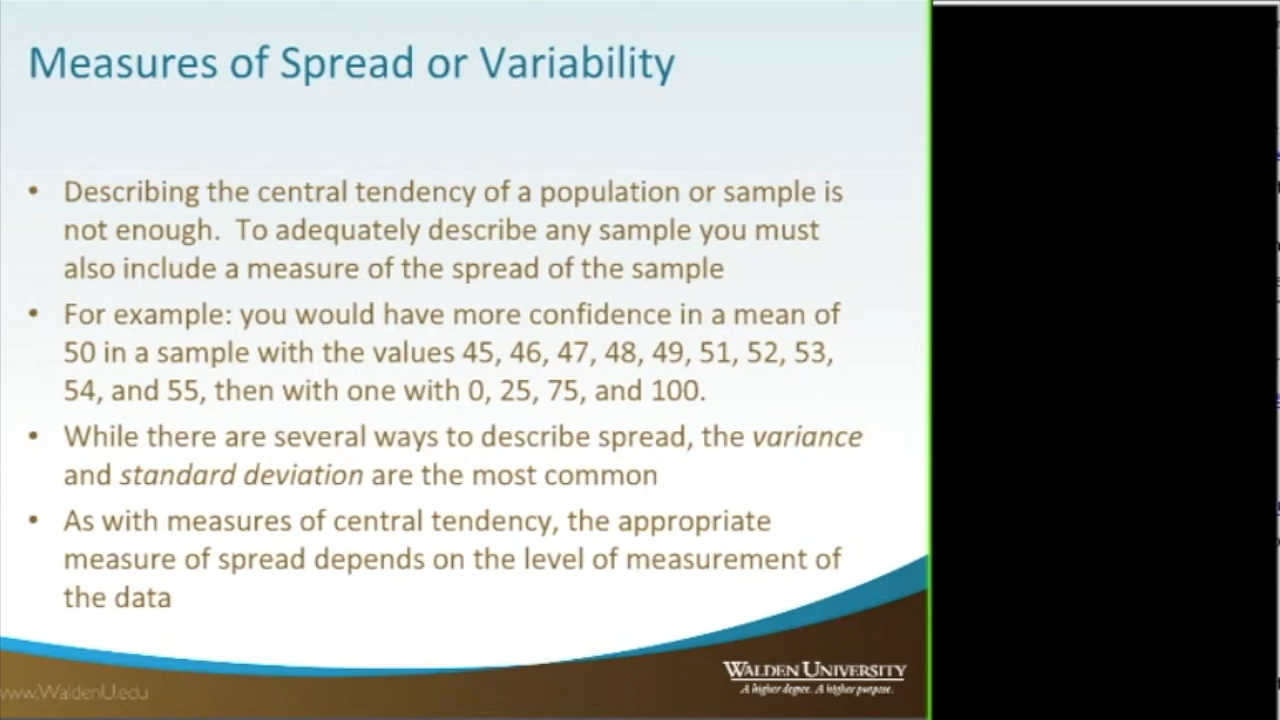 Measures of Spread or Variability
• Describing the central tendency of a population or sample is
not enough. To adequately describe any sample you must
also include a measure of the spread of the sample
• For example: you would have more confidence in a mean of
50 in a sample with the values 45, 46, 47, 48, 49, 51, 52, 53,
54, and 55, then with one with 0, 25, 75, and 100.
• While there are several ways to describe spread, the variance
and standard deviation are the most common
• As with measures of central tendency, the appropriate
measure of spread depends on the level of measurement of
the data
WALDEN UNIVERSITY
A higher degree. A higher purpose.
www.WaldenU.edu